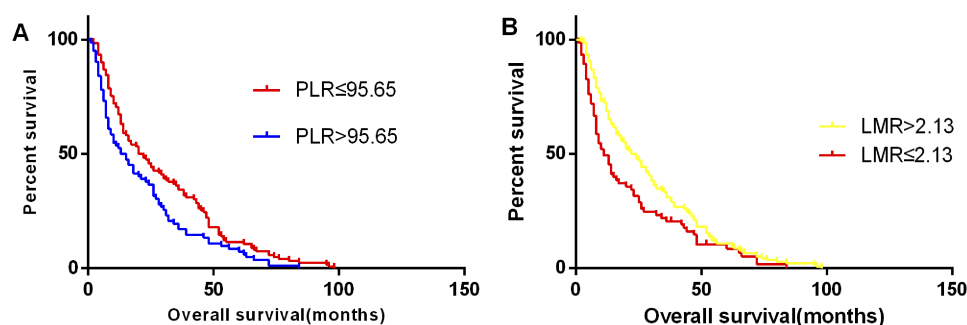 A
Percent survival
100
50
0
0
50
100
150
Overall survival(months)
PLR≤95.65
PLR>95.65
B
Percent survival
100
50
0
0
50
100
150
Overall survival(months)
LMR>2.13
LMR≤2.13